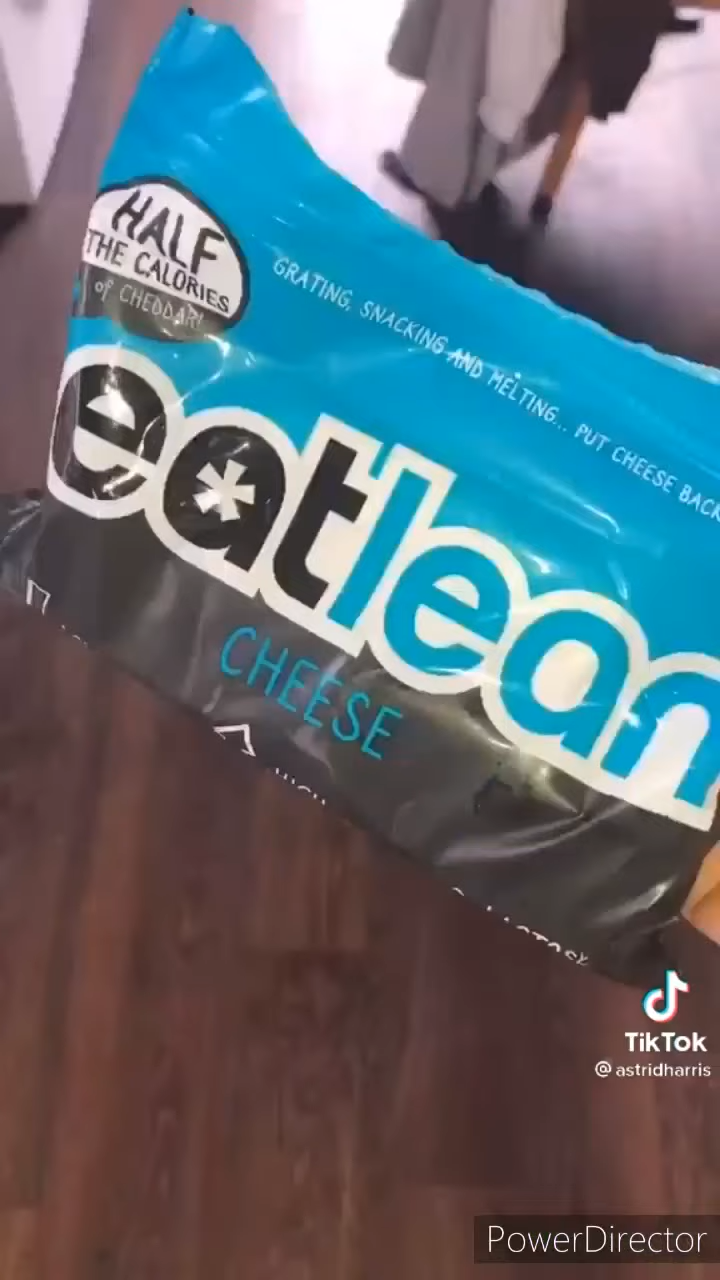 HALF
THE CALORIES
of CHEDDAR!
GRATING, SNACKING AND MELTING... PUT CHEESE BACK
eatlean
CHEESE
TikTok
@astridharris
PowerDirector